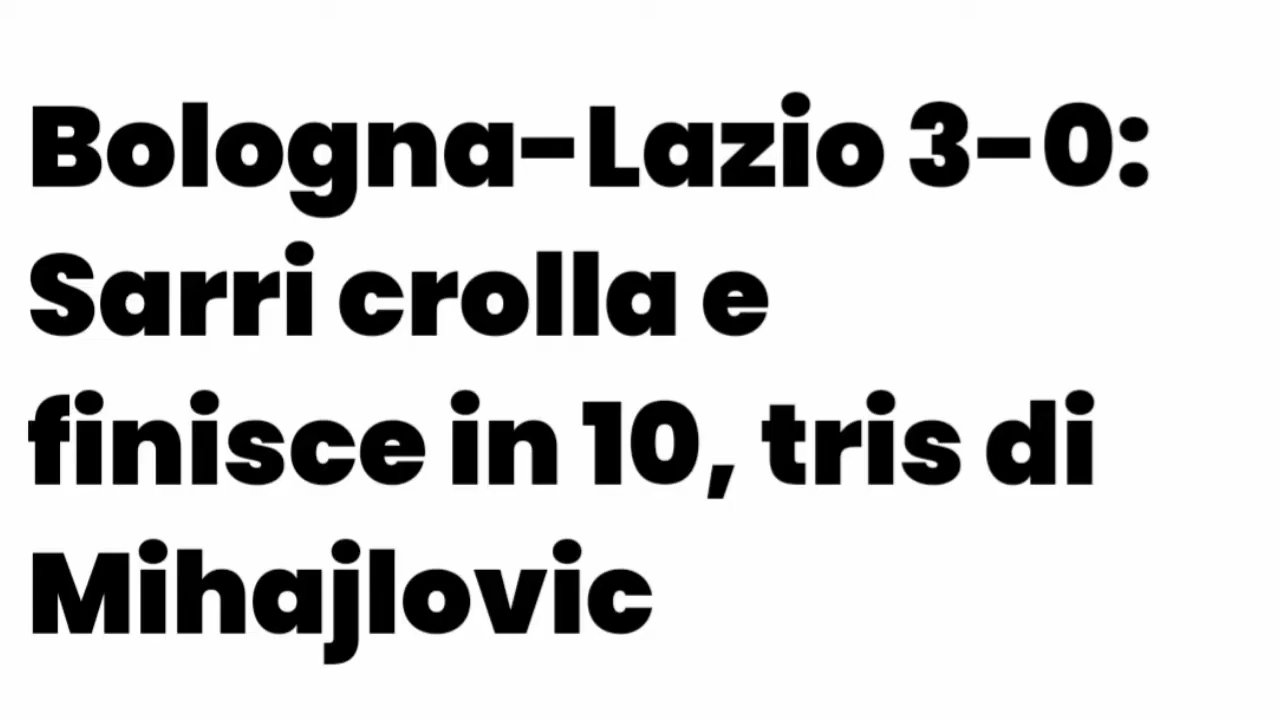 Bologna-Lazio 3-0:
Sarri crolla e
finisce in 10, tris di
Mihajlovic